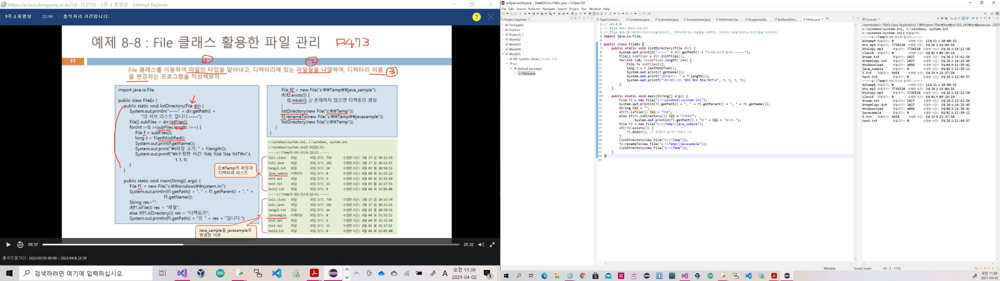 https://eclass.dongyang.ac.kr/?id=103710 - 5주-1 동영상 - Internet Explorer
5주-1 동영상 22:00 출석처리 기간입니다.
예제 8-8 : File 클래스 활용한 파일 관리 P473
31
① ②
File 클래스를 이용하여 파일의 타입을 알아내고, 디렉터리에 있는 파일들을 나열하며, 디렉터리 이름 ③
을 변경하는 프로그램을 작성해보자.
import java.io.File;
public class FileEx {
public static void listDirectory(File dir) {
System.out.println("-----" + dir.getPath() +
"의 서브 리스트 입니다.-----");
File[] subFiles = dir.listFiles();
for(int i=0; i<subFiles.length; i++) {
File f = subFiles[i];
long t = f.lastModified();
System.out.print(f.getName());
System.out.print("₩t파일 크기: " + f.length());
System.out.printf("₩t수정한 시간: %tb %td %ta %tT₩n",t,
t, t, t);
}
}
public static void main(String[] args) {
File f1 = new File("c:₩₩windows₩₩system.ini");
System.out.println(f1.getPath() + ", " + f1.getParent() + ", " +
f1.getName());
String res="";
if(f1.isFile()) res = "파일";
else if(f1.isDirectory()) res = "디렉토리";
System.out.println(f1.getPath() + "은 " + res + "입니다.");
File f2 = new File("c:₩₩Temp₩₩java_sample");
if(!f2.exists()) {
f2.mkdir(); // 존재하지 않으면 디렉토리 생성
}
listDirectory(new File("c:₩₩Temp"));
f2.renameTo(new File("c:₩₩Temp₩₩javasample"));
listDirectory(new File("c:₩₩Temp"));
}
}
c:\windows\system.ini, c:\windows, system.ini
c:\windows\system.ini은 파일입니다.
-----c:\Temp의 서브 리스트 입니다.-----
Calc.class 파일 파일 크기: 754 수정한 시간: 3월 17 금 18:13:39
Calc.java 파일 파일 크기: 282 수정한 시간: 3월 17 금 18:13:25
hangul.txt 파일 파일 크기: 14 수정한 시간: 4월 03 월 20:58:51
java_sample 디렉터리 파일 크기: 0 수정한 시간: 4월 04 화 15:32:22
test.out 파일 파일 크기: 6 수정한 시간: 4월 04 화 11:32:10
test.txt 파일 파일 크기: 13 수정한 시간: 4월 03 월 21:17:51
test2.txt 파일 파일 크기: 8 수정한 시간: 4월 04 화 15:05:08
-----c:\Temp의 서브 리스트 입니다.-----
Calc.class 파일 파일 크기: 754 수정한 시간: 3월 17 금 18:13:39
Calc.java 파일 파일 크기: 282 수정한 시간: 3월 17 금 18:13:25
hangul.txt 파일 파일 크기: 14 수정한 시간: 4월 03 월 20:58:51
javasample 디렉터리 파일 크기: 0 수정한 시간: 4월 04 화 15:32:22
test.out 파일 파일 크기: 6 수정한 시간: 4월 04 화 11:32:10
test.txt 파일 파일 크기: 13 수정한 시간: 4월 03 월 21:17:51
test2.txt 파일 파일 크기: 8 수정한 시간: 4월 04 화 15:05:08
C:₩Temp의 파일과
디렉터리 리스트
Java_sample을 javasample로
변경한 이후
08:37 25:32
출석인정기간 : 2021/03/30 00:00 ~ 2021/04/8 23:59
검색하려면 여기에 입력하십시오.
A 오전 11:39
2021-04-02 3
eclipse-workspace - Week05/src/FileEx.java - Eclipse IDE
File Edit Source Refactor Navigate Search Project Run Window Help
Project Explorer
PackageEx
Practice
Project3_1
Week02
Week03
Week04
Week05
JRE System Library [JavaSE-1.8]
src
(default package)
FileEx.java
TypeConvers... CircleArea.java ScannerEx.java ScannerSum.java ArithmeticOp... AssignmentI... BufferedStre... FileEx.java
1 // 예제 8-8
2 // File 클래스 활용한 파일 관리
3 // File 클래스를 이용하여 파일의 타입을 알아내고, 디렉터리에 있는 파일들을 나열하며, 디렉터리 이름을 변경하는 프로그램을 작성해보자.
4 import java.io.File;
5
6 public class FileEx {
7 public static void listDirectory(File dir) {
8 System.out.println("-----" + dir.getPath() + "의 서브 리스트 입니다.-----");
9 File[] subFiles = dir.listFiles();
10 for(int i=0; i<subFiles.length; i++) {
11 File f= subFiles[i];
12 long t = f.lastModified();
13 System.out.print(f.getName());
14 System.out.print("\t파일크기: " + f.length());
15 System.out.printf("\t수정한 시간: %tb %td %ta %tT\n", t, t, t, t);
16 }
17 }
18
19 public static void main(String[] args) {
20 File f1 = new File("c:\\windows\\system.ini");
21 System.out.println(f1.getPath() + ", " + f1.getParent() + ", " + f1.getName());
22 String res = "";
23 if(f1.isFile()) res = "파일";
24 else if(f1.isDirectory()) res = "디렉토리";
25 System.out.println(f1.getPath() + "은 " + res + "입니다.");
26 File f2 = new File("c:\\Temp\\java_sample");
27 if(!f2.exists()) {
28 f2.mkdir(); // 존재하지 않으면 디렉토리 생성
29 }
30 listDirectory(new File("c:\\Temp"));
31 f2.renameTo(new File("c:\\Temp\\javasample"));
32 listDirectory(new File("c:\\Temp"));
33 }
34 }
35
Console
<terminated> FileEx [Java Application] C:\Program Files\Java\jre1.8.0_241\bin\javaw.exe (2021
c:\windows\system.ini, c:\windows, system.ini
c:\windows\system.ini은 파일입니다.
-----c:\Temp의 서브 리스트 입니다.-----
AUtempR 파일크기: 0 수정한 시간: 12월 11 금 10:08:32
bts.mp3 파일크기: 7736520 수정한 시간: 3월 26 금 14:04:54
btsCopy.mp3 파일크기: 7736520 수정한 시간: 3월 26 금 14:12:38
class4 파일크기: 0 수정한 시간: 4월 01 목 09:29:19
dream.txt 파일크기: 1027 수정한 시간: 3월 26 금 13:42:56
dreamCopy.txt 파일크기: 1027 수정한 시간: 3월 26 금 14:25:45
HncDownload 파일크기: 4096 수정한 시간: 3월 04 목 13:39:41
java_sample 파일크기: 0 수정한 시간: 4월 02 금 11:39:11
t.txt 파일크기: 9458 수정한 시간: 3월 19 목 23:37:58
test.txt 파일크기: 0 수정한 시간: 3월 26 금 12:49:57
-----c:\Temp의 서브 리스트 입니다.-----
AUtempR 파일크기: 0 수정한 시간: 12월 11 금 10:08:32
bts.mp3 파일크기: 7736520 수정한 시간: 3월 26 금 14:04:54
btsCopy.mp3 파일크기: 7736520 수정한 시간: 3월 26 금 14:12:38
class4 파일크기: 0 수정한 시간: 4월 01 목 09:29:19
dream.txt 파일크기: 1027 수정한 시간: 3월 26 금 13:42:56
dreamCopy.txt 파일크기: 1027 수정한 시간: 3월 26 금 14:25:45
HncDownload 파일크기: 4096 수정한 시간: 3월 04 목 13:39:41
javasample 파일크기: 0 수정한 시간: 4월 02 금 11:39:11
t.txt 파일크기: 9458 수정한 시간: 3월 19 목 23:37:58
test.txt 파일크기: 0 수정한 시간: 3월 26 금 12:49:57
Writable Smart Insert 34 : 2 : 1152
오전 11:39
2021-04-02